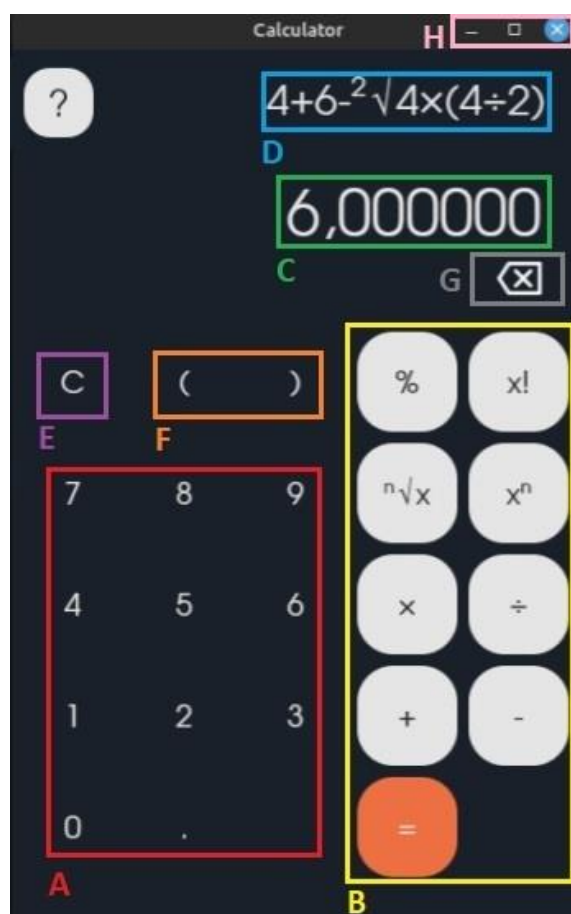 Calculator H
?
4+6-²√4×(4÷2)
D
6,000000
C
G
C ( ) % x!
E F
7 8 9 ⁿ√x xⁿ
4 5 6 × ÷
1 2 3 + -
0 . =
A
B